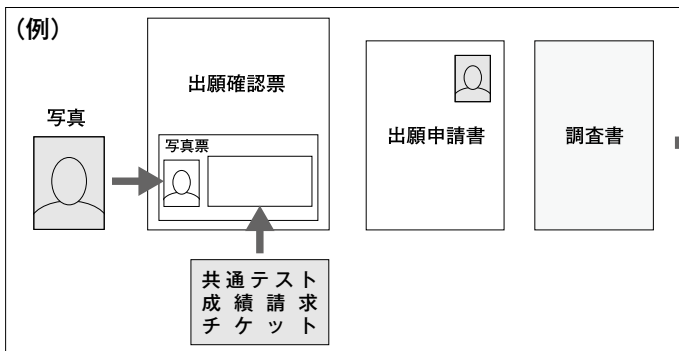 (例)
写真
出願確認票
写真票
共通テスト
成績請求
チケット
出願申請書
調査書